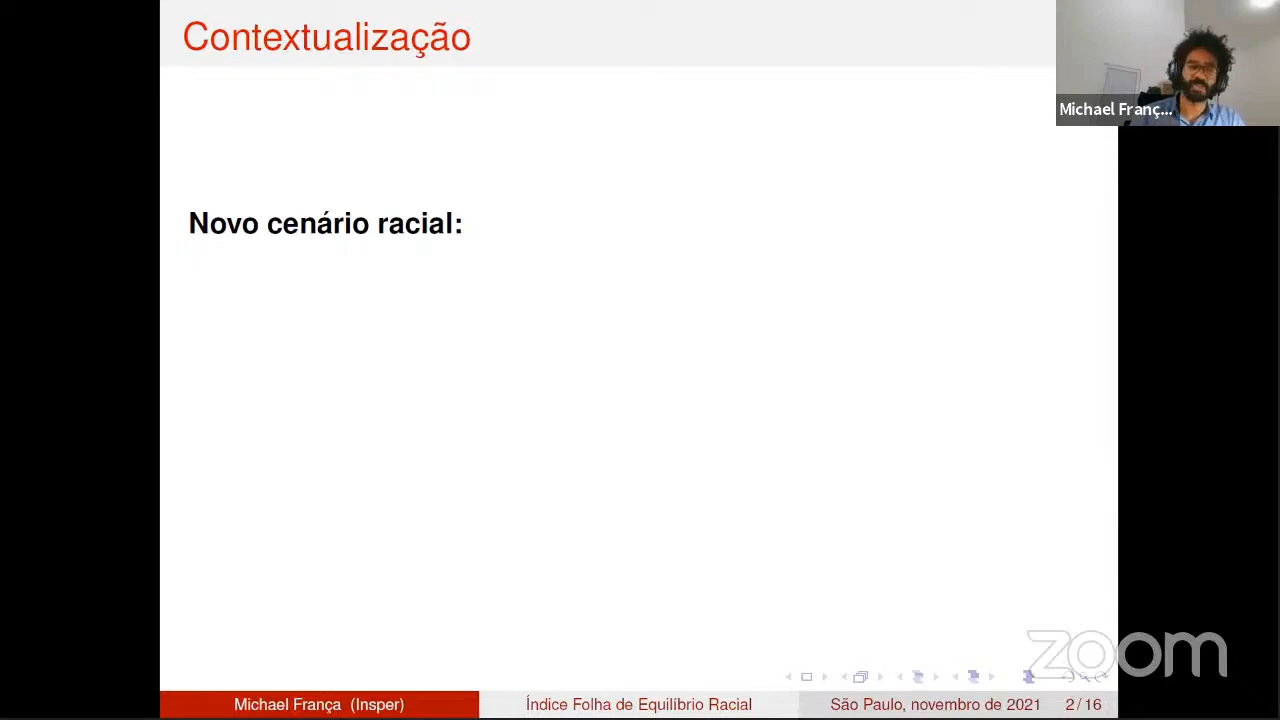 Contextualização
Michael Franç...
Novo cenário racial:
zoom
Michael França (Insper)
Índice Folha de Equilíbrio Racial
São Paulo, novembro de 2021
2 / 16